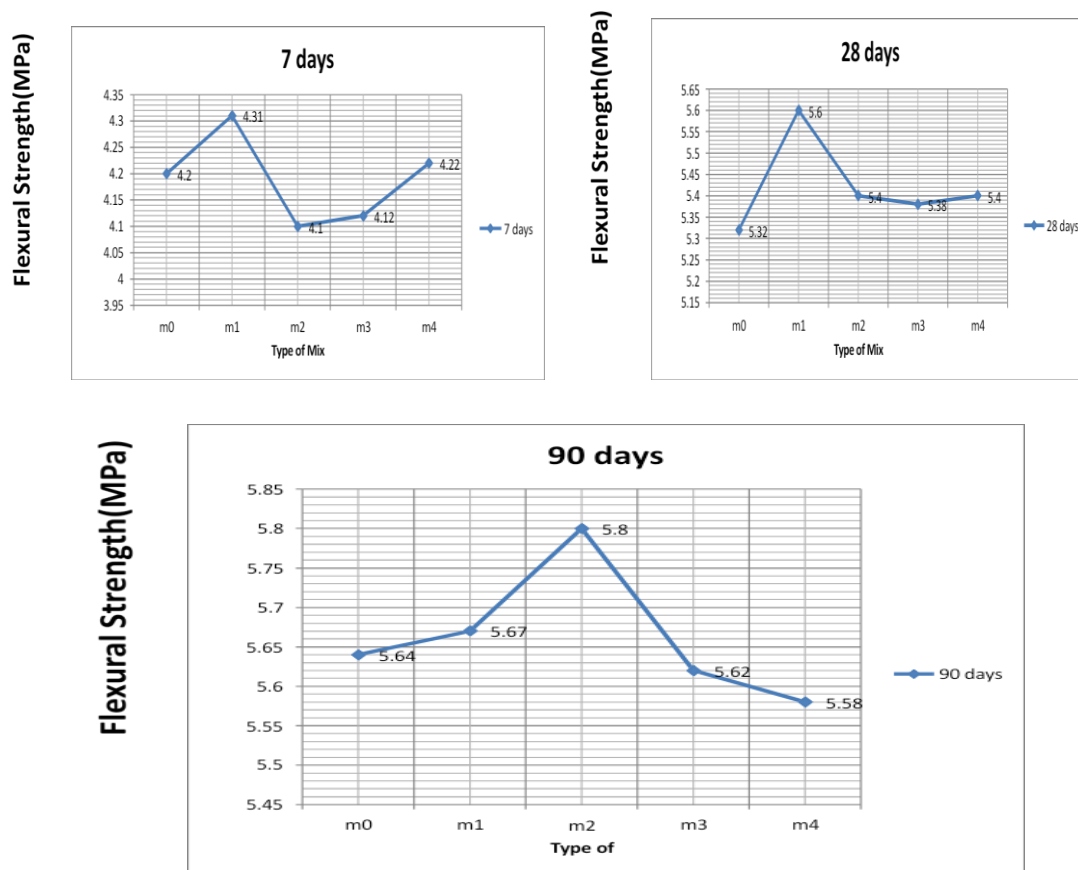 Flexural Strength(MPa)
7 days
4.35
4.3
4.25
4.2
4.15
4.1
4.05
4
3.95
4.2
4.31
4.1
4.12
4.22
7 days
m0 m1 m2 m3 m4
Type of Mix
Flexural Strength(MPa)
28 days
5.65
5.6
5.55
5.5
5.45
5.4
5.35
5.3
5.25
5.2
5.15
5.32
5.6
5.4
5.38
5.4
28 days
m0 m1 m2 m3 m4
Type of Mix
Flexural Strength(MPa)
90 days
5.85
5.8
5.75
5.7
5.65
5.6
5.55
5.5
5.45
5.64
5.67
5.8
5.62
5.58
90 days
m0 m1 m2 m3 m4
Type of